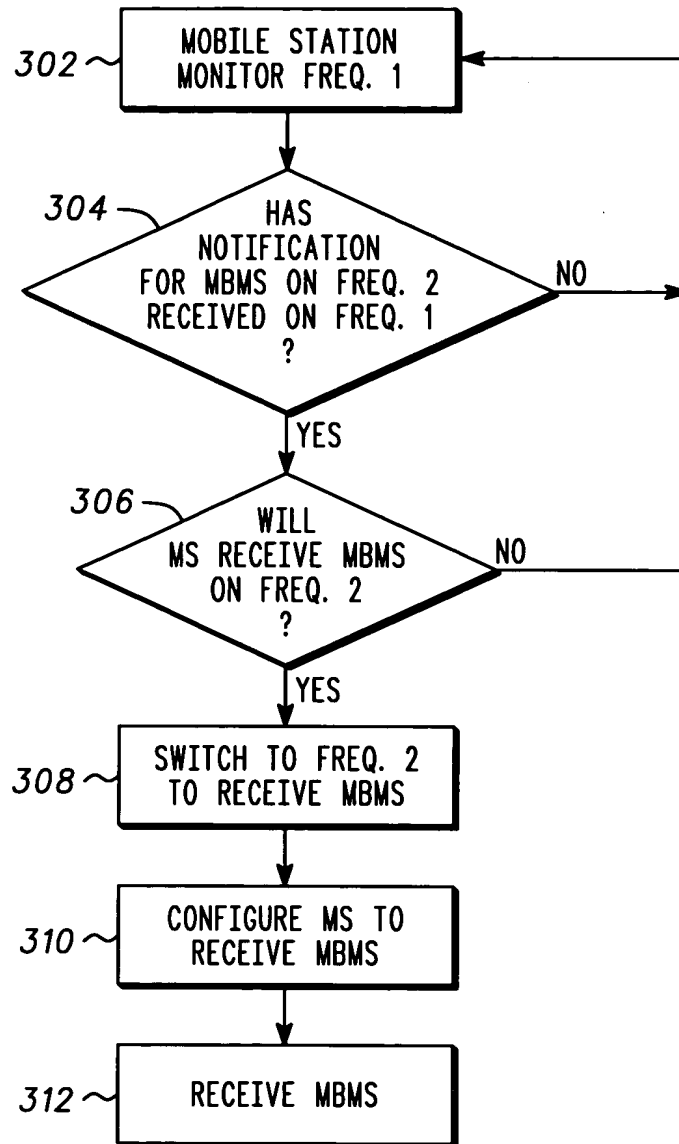 302
MOBILE STATION
MONITOR FREQ. 1
304
HAS
NOTIFICATION
FOR MBMS ON FREQ. 2
RECEIVED ON FREQ. 1
?
NO
YES
306
WILL
MS RECEIVE MBMS
ON FREQ. 2
?
NO
YES
308
SWITCH TO FREQ. 2
TO RECEIVE MBMS
310
CONFIGURE MS TO
RECEIVE MBMS
312
RECEIVE MBMS